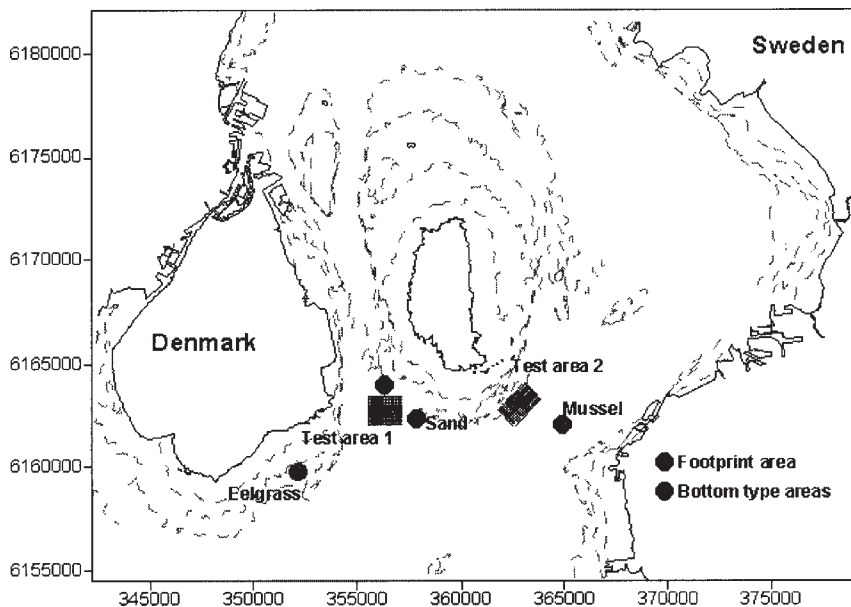 Sweden
6180000
6175000
6170000
6165000
6160000
6155000
Denmark
Test area 2
Mussel
Sand
Test area 1
Eelgrass
Footprint area
Bottom type areas
345000 350000 355000 360000 365000 370000 375000